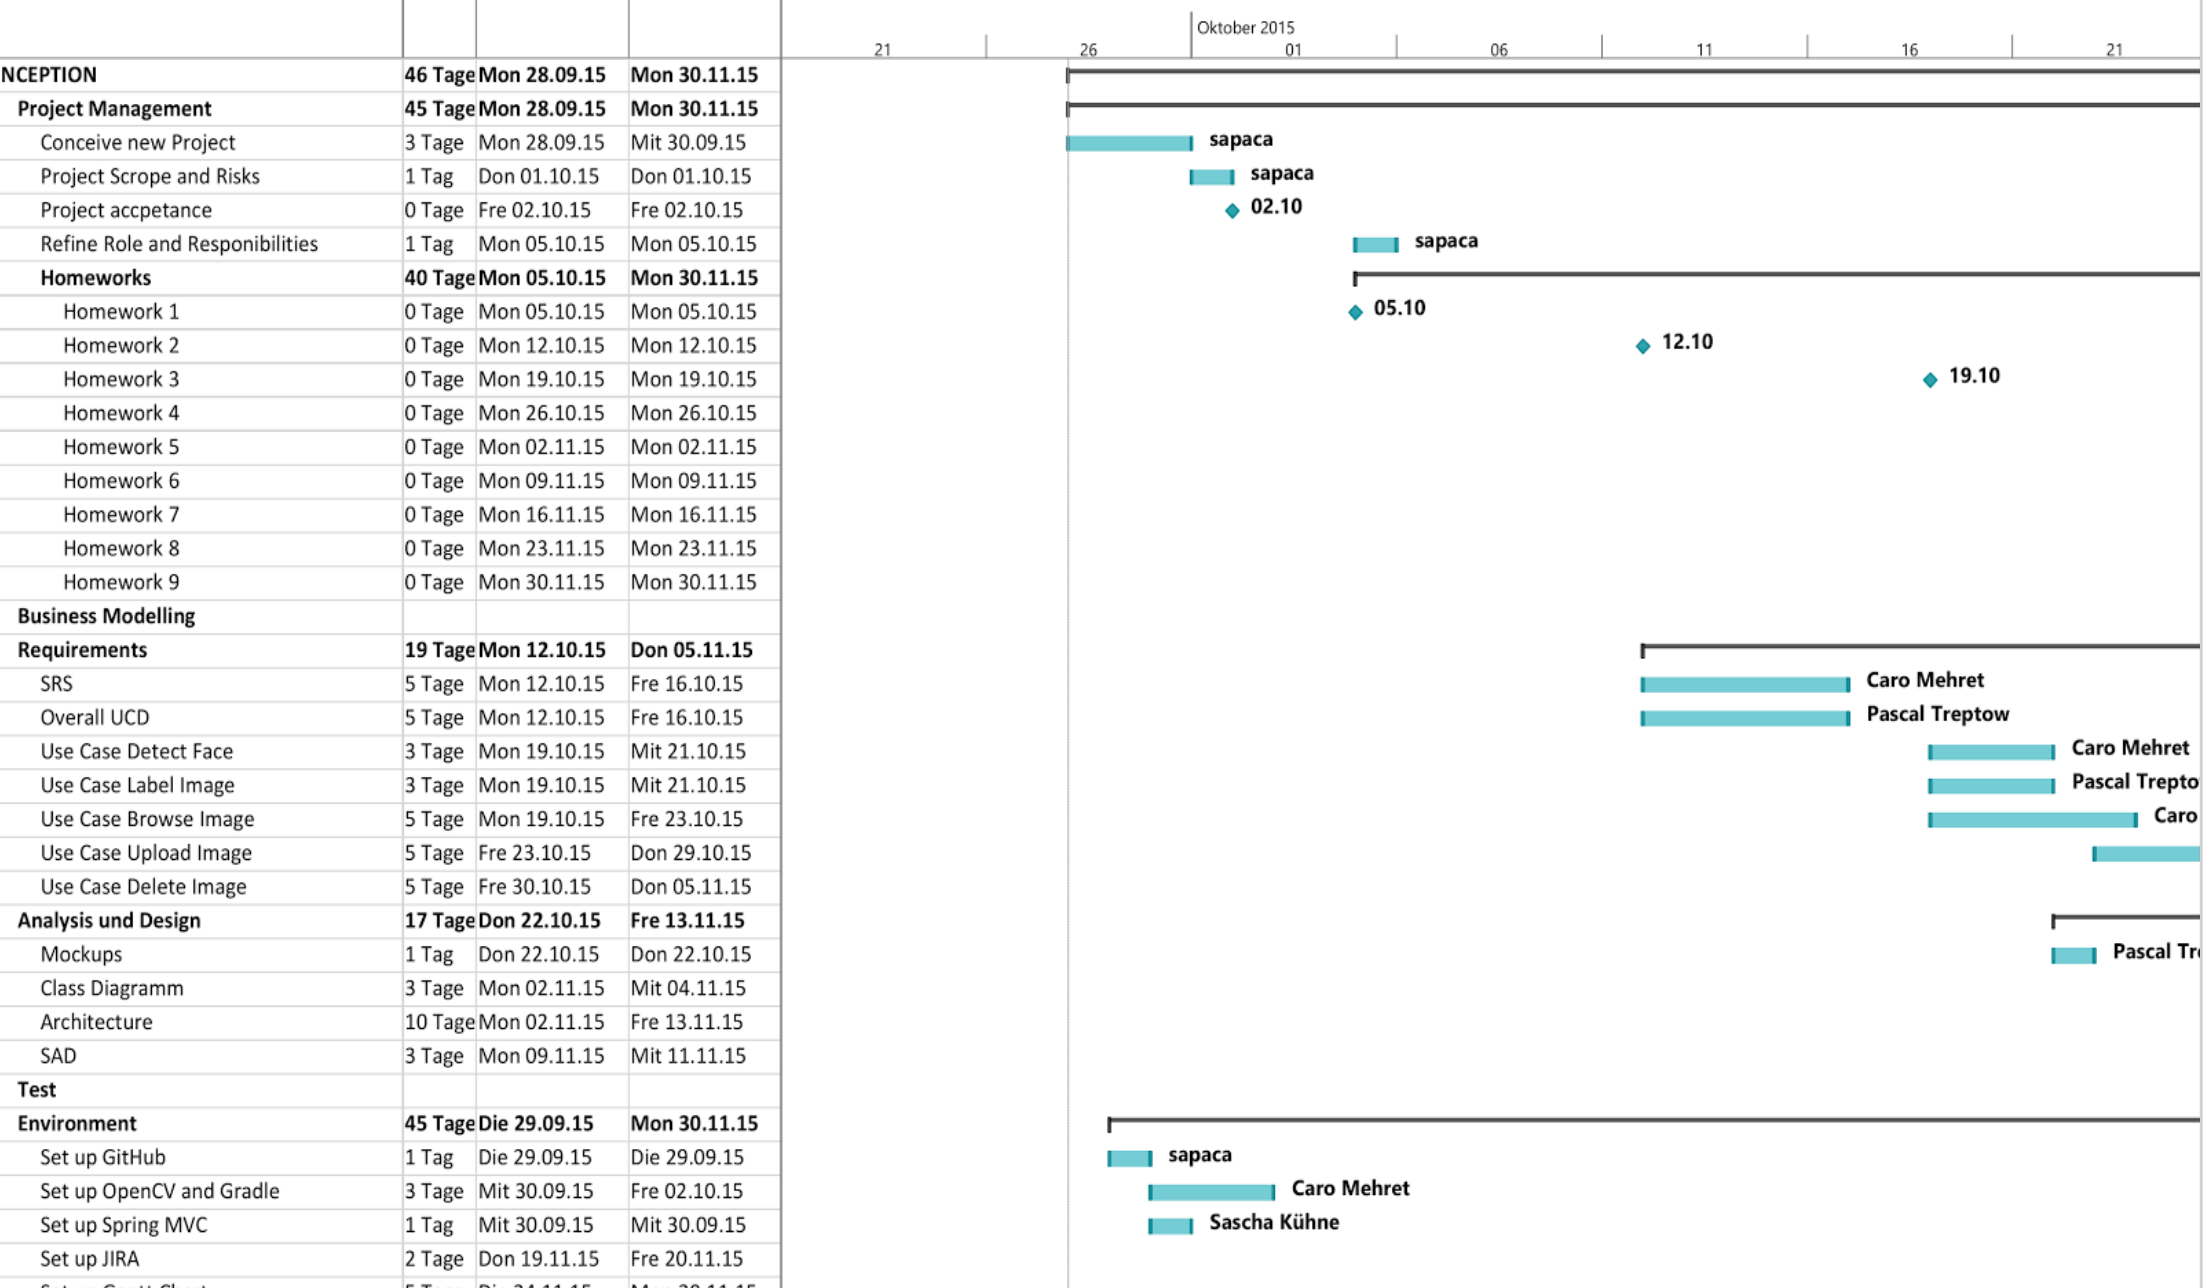 Oktober 2015
21 26 01 06 11 16 21
NCEPTION 46 Tage Mon 28.09.15 Mon 30.11.15
Project Management 45 Tage Mon 28.09.15 Mon 30.11.15
Conceive new Project 3 Tage Mon 28.09.15 Mit 30.09.15 sapaca
Project Scrope and Risks 1 Tag Don 01.10.15 Don 01.10.15 sapaca
Project accpetance 0 Tage Fre 02.10.15 Fre 02.10.15 02.10
Refine Role and Responibilities 1 Tag Mon 05.10.15 Mon 05.10.15 sapaca
Homeworks 40 Tage Mon 05.10.15 Mon 30.11.15
Homework 1 0 Tage Mon 05.10.15 Mon 05.10.15 05.10
Homework 2 0 Tage Mon 12.10.15 Mon 12.10.15 12.10
Homework 3 0 Tage Mon 19.10.15 Mon 19.10.15 19.10
Homework 4 0 Tage Mon 26.10.15 Mon 26.10.15
Homework 5 0 Tage Mon 02.11.15 Mon 02.11.15
Homework 6 0 Tage Mon 09.11.15 Mon 09.11.15
Homework 7 0 Tage Mon 16.11.15 Mon 16.11.15
Homework 8 0 Tage Mon 23.11.15 Mon 23.11.15
Homework 9 0 Tage Mon 30.11.15 Mon 30.11.15
Business Modelling
Requirements 19 Tage Mon 12.10.15 Don 05.11.15
SRS 5 Tage Mon 12.10.15 Fre 16.10.15 Caro Mehret
Overall UCD 5 Tage Mon 12.10.15 Fre 16.10.15 Pascal Treptow
Use Case Detect Face 3 Tage Mon 19.10.15 Mit 21.10.15 Caro Mehret
Use Case Label Image 3 Tage Mon 19.10.15 Mit 21.10.15 Pascal Trepto
Use Case Browse Image 5 Tage Mon 19.10.15 Fre 23.10.15 Caro
Use Case Upload Image 5 Tage Fre 23.10.15 Don 29.10.15
Use Case Delete Image 5 Tage Fre 30.10.15 Don 05.11.15
Analysis und Design 17 Tage Don 22.10.15 Fre 13.11.15
Mockups 1 Tag Don 22.10.15 Don 22.10.15 Pascal Tr
Class Diagramm 3 Tage Mon 02.11.15 Mit 04.11.15
Architecture 10 Tage Mon 02.11.15 Fre 13.11.15
SAD 3 Tage Mon 09.11.15 Mit 11.11.15
Test
Environment 45 Tage Die 29.09.15 Mon 30.11.15
Set up GitHub 1 Tag Die 29.09.15 Die 29.09.15 sapaca
Set up OpenCV and Gradle 3 Tage Mit 30.09.15 Fre 02.10.15 Caro Mehret
Set up Spring MVC 1 Tag Mit 30.09.15 Mit 30.09.15 Sascha Kühne
Set up JIRA 2 Tage Don 19.11.15 Fre 20.11.15